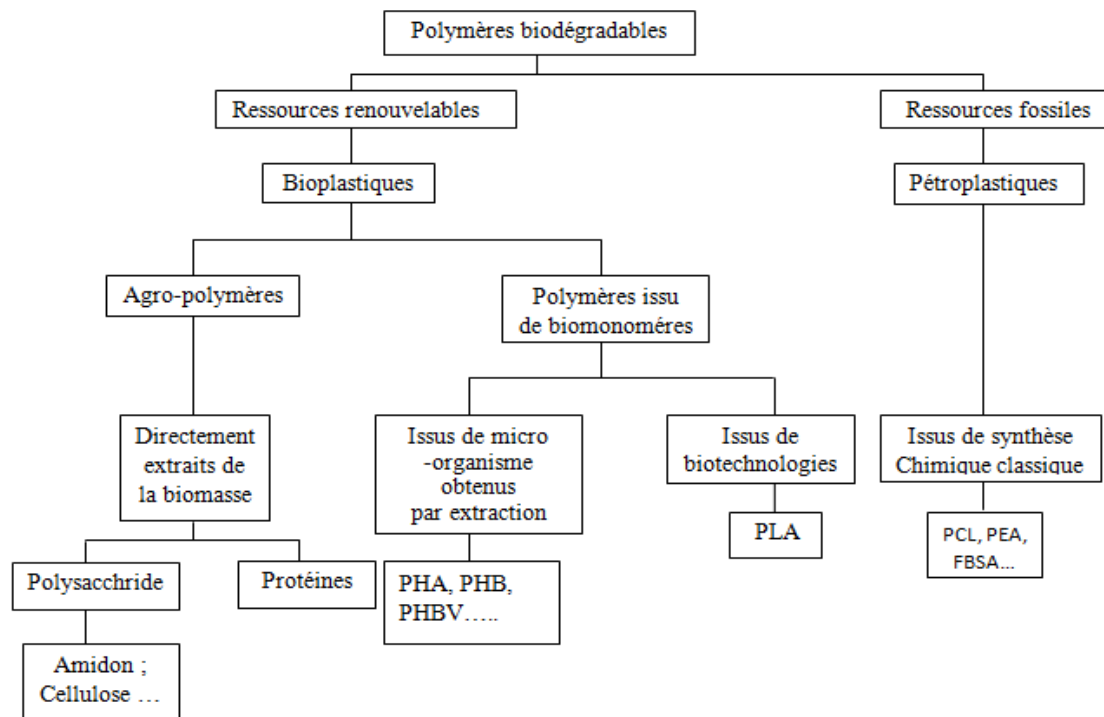 Polymères biodégradables
Ressources renouvelables
Ressources fossiles
Bioplastiques
Pétroplastiques
Agro-polymères
Polymères issu
de biomonoméres
Directement
extraits de
la biomasse
Issus de micro
-organisme
obtenus
par extraction
Issus de
biotechnologies
Issus de synthèse
Chimique classique
Polysacchride
Protéines
PHA, PHB,
PHBV…..
PLA
PCL, PEA,
FBSA...
Amidon ;
Cellulose …